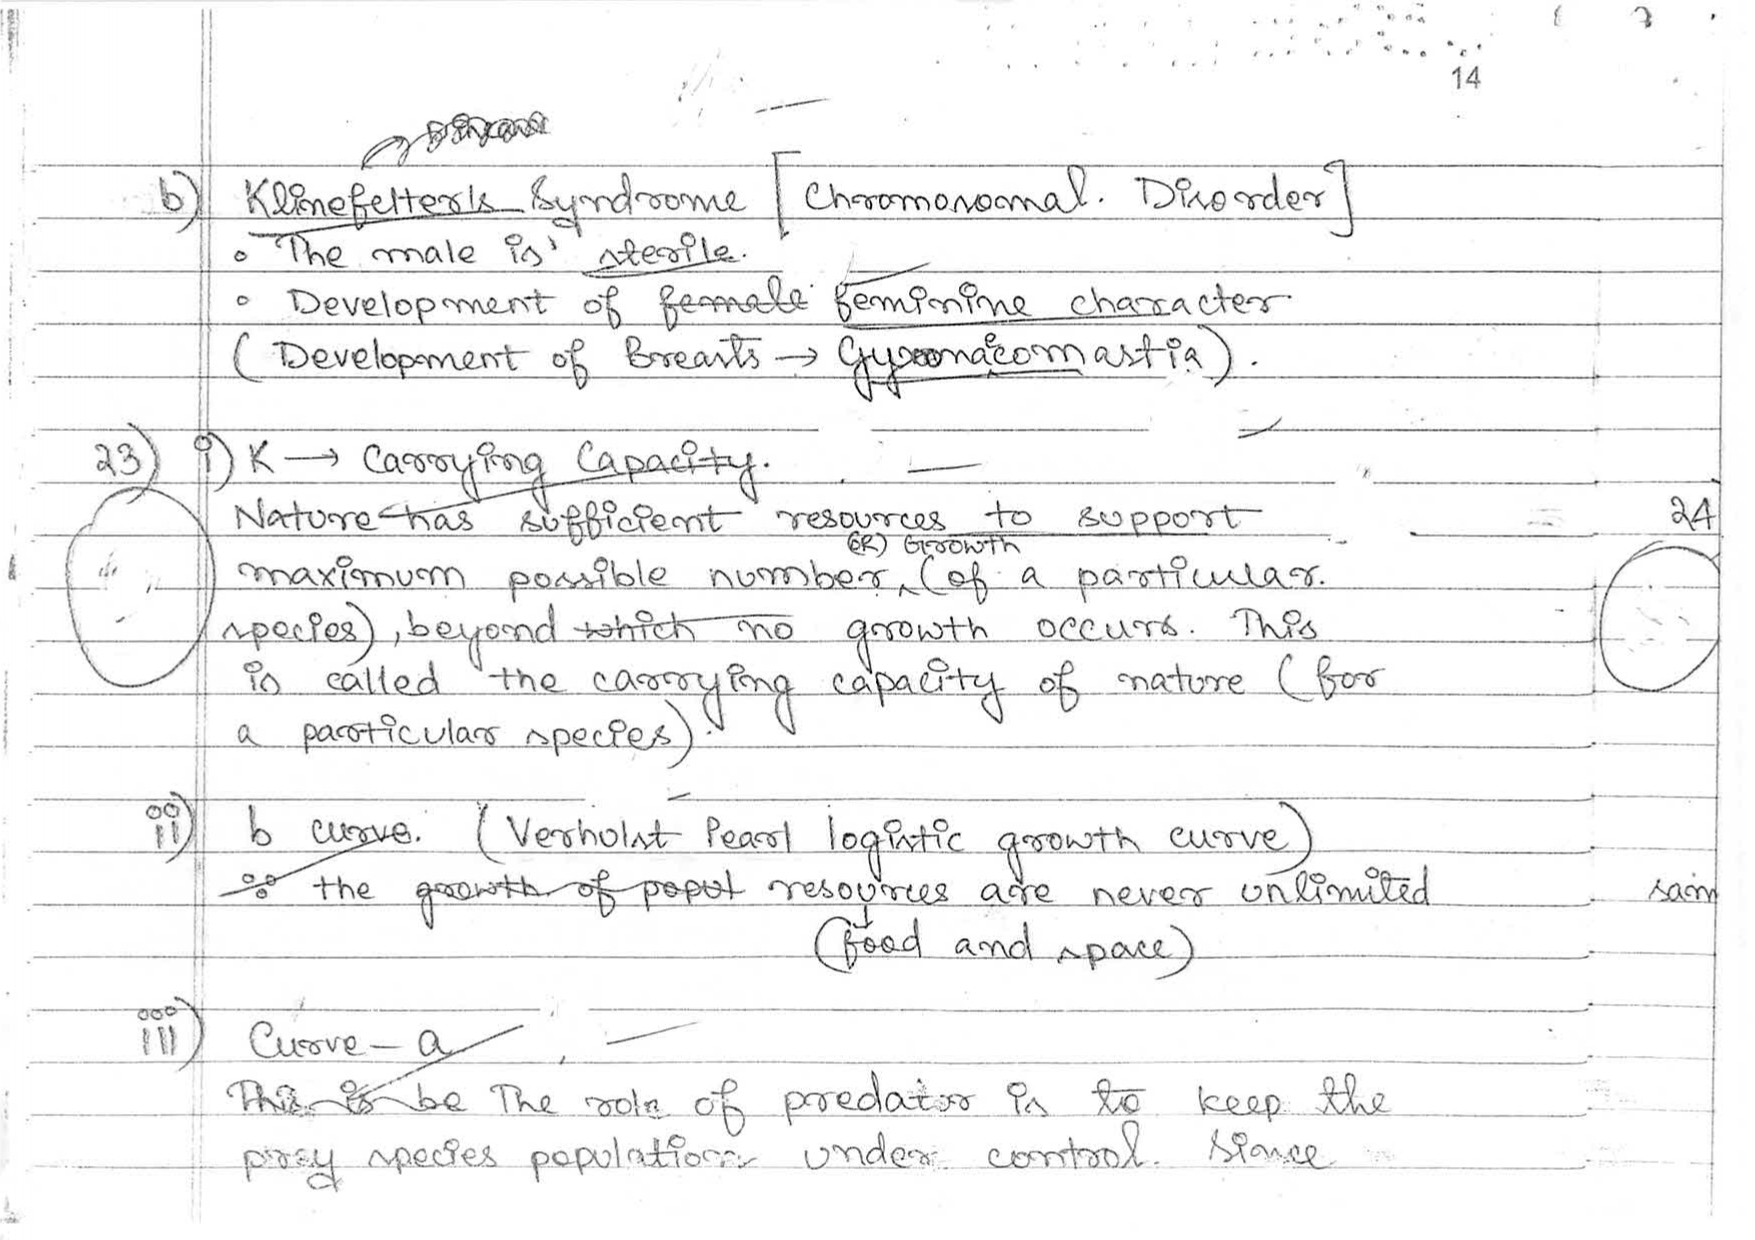 14
b) Klinefelter's Syndrome [Chromosomal. Disorder]
• The male is sterile.
• Development of female feminine character
(Development of Breasts → Gynaecomastia).
23) i) K → Carrying Capacity.
Nature has sufficient resources to support
24
(OR) Growth
maximum possible number (of a particular
species), beyond which no growth occurs. This
is called the carrying capacity of nature (for
a particular species).
ii) b curve. (Verhulst Pearl logistic growth curve)
∵ the growth of popul resources are never unlimited
sam
(food and space)
iii) Curve - a
This is be The role of predator is to keep the
prey species population under control. Since